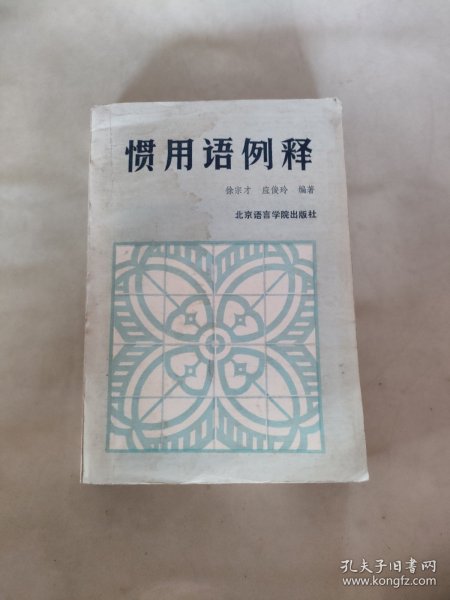 惯用语例释
徐宗才 应俊玲 编著
北京语言学院出版社
孔夫子旧书网
www.kongfz.com